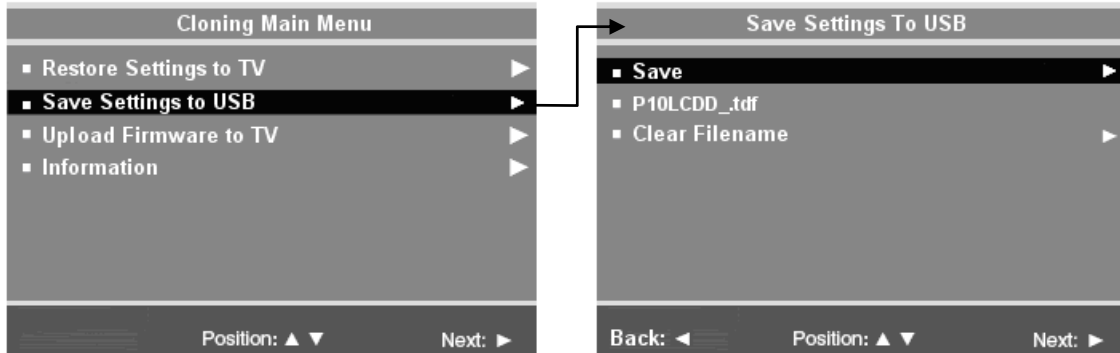 Cloning Main Menu
▪ Restore Settings to TV ▶
▪ Save Settings to USB ▶
▪ Upload Firmware to TV ▶
▪ Information ▶
Position: ▲ ▼ Next: ▶
Save Settings To USB
▪ Save ▶
▪ P10LCDD_.tdf
▪ Clear Filename ▶
Back: ◀ Position: ▲ ▼ Next: ▶